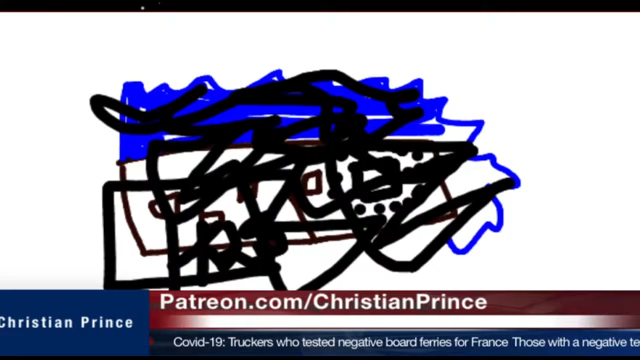 Patreon.com/ChristianPrince
Christian Prince
Covid-19: Truckers who tested negative board ferries for France Those with a negative te